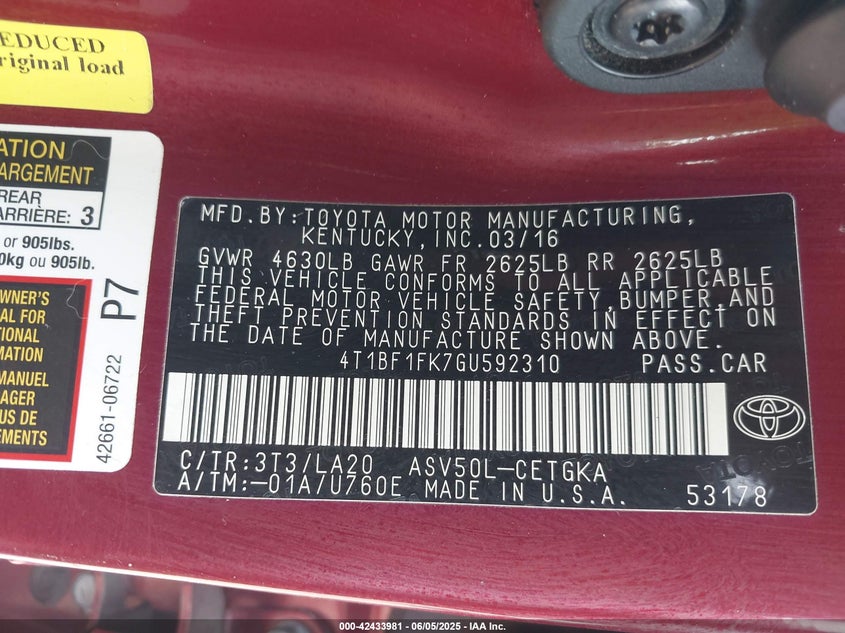 EDUCED
riginal load
ATION
ARGEMENT
REAR
ARRIÈRE: 3
or 905lbs.
0kg ou 905lb.
WNER'S
AL FOR
TIONAL
MATION
MANUEL
AGER
US DE
EMENTS
P7
42661-06722
MFD.BY:TOYOTA MOTOR MANUFACTURING,
KENTUCKY,INC.03/16
GVWR 4630LB GAWR FR 2625LB RR 2625LB
THIS VEHICLE CONFORMS TO ALL APPLICABLE
FEDERAL MOTOR VEHICLE SAFETY,BUMPER,AND
THEFT PREVENTION STANDARDS IN EFFECT ON
THE DATE OF MANUFACTURE SHOWN ABOVE.
4T1BF1FK7GU592310 PASS.CAR
C/TR:3T3/LA20 ASV50L-CETGKA
A/TM:-01A/U760E MADE IN U.S.A. 53178
000-42433981 - 06/05/2025 - IAA Inc.